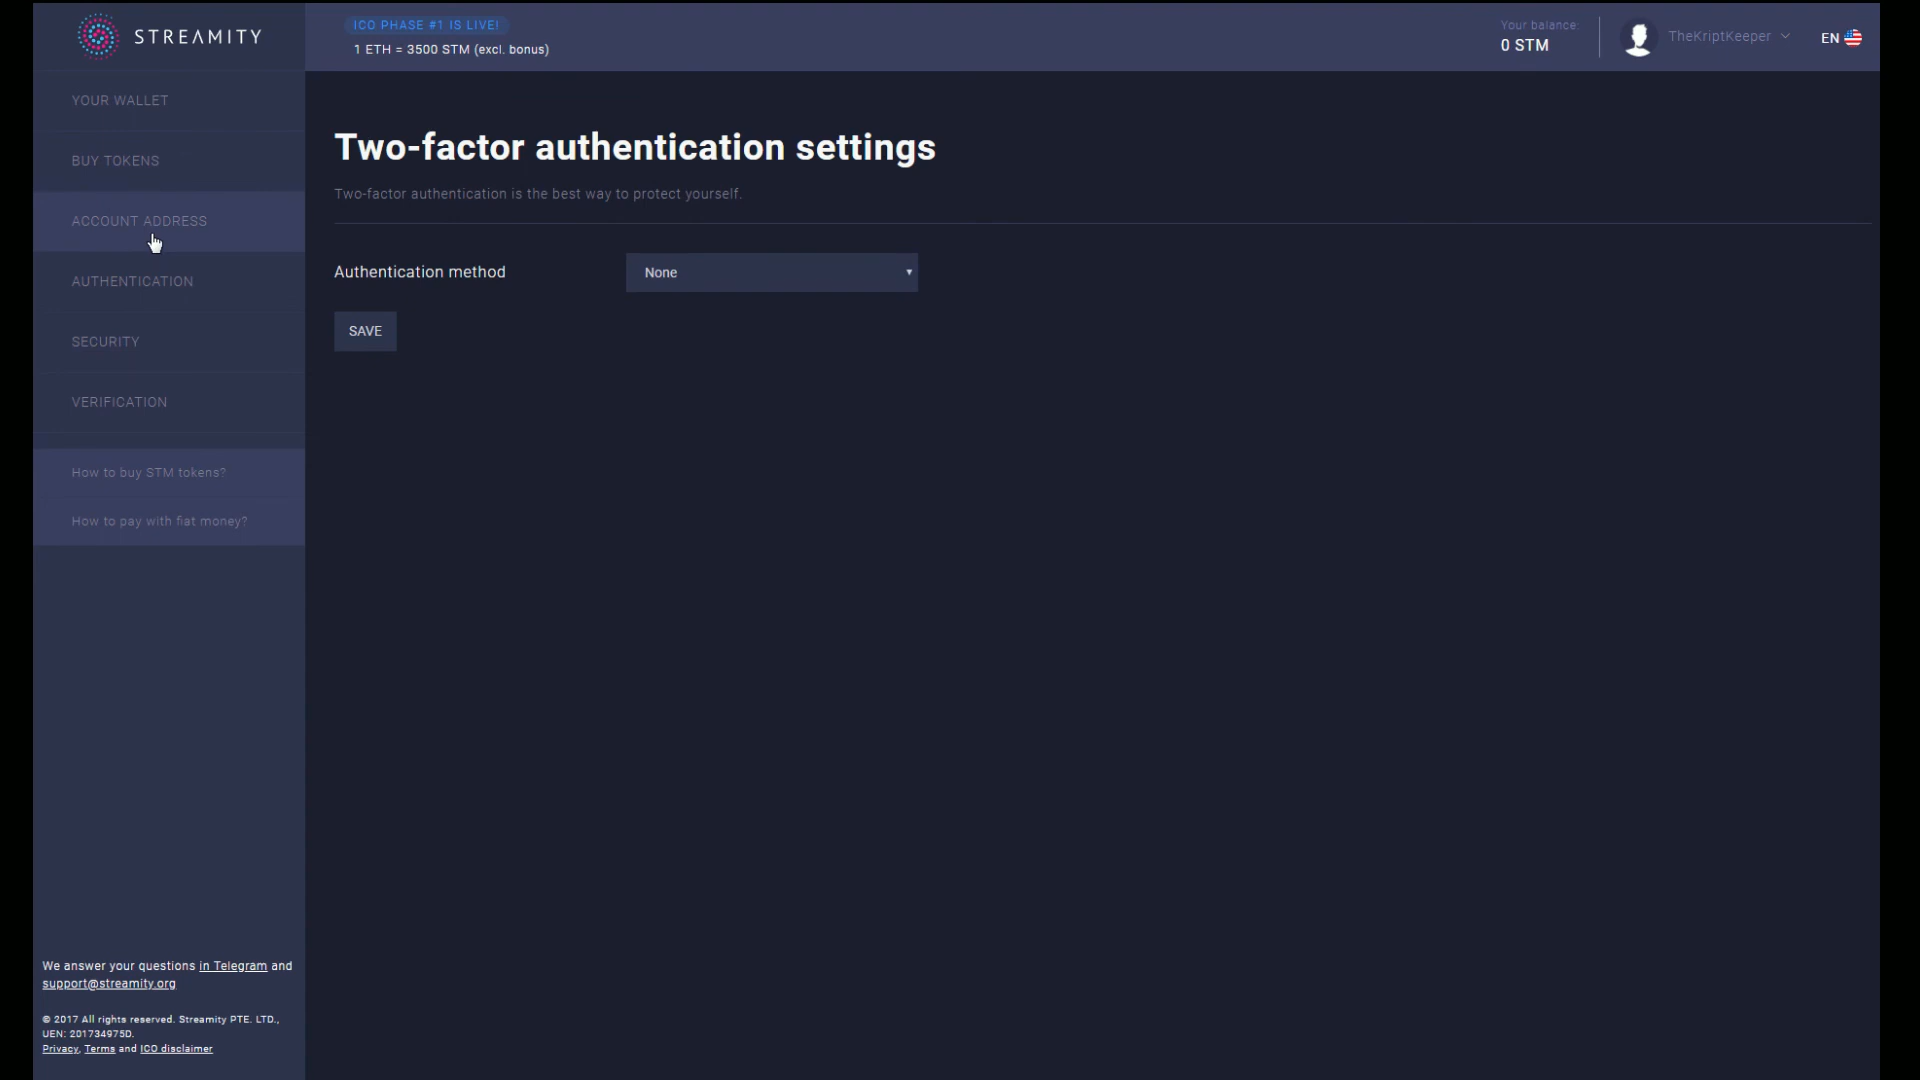 STREAMITY
ICO PHASE #1 IS LIVE!
1 ETH = 3500 STM (excl. bonus)
Your balance:
0 STM
TheKriptKeeper
EN
YOUR WALLET
BUY TOKENS
ACCOUNT ADDRESS
AUTHENTICATION
SECURITY
VERIFICATION
How to buy STM tokens?
How to pay with fiat money?
Two-factor authentication settings
Two-factor authentication is the best way to protect yourself.
Authentication method
None
SAVE
We answer your questions in Telegram and
support@streamity.org
© 2017 All rights reserved. Streamity PTE. LTD.,
UEN: 201734975D.
Privacy, Terms and ICO disclaimer